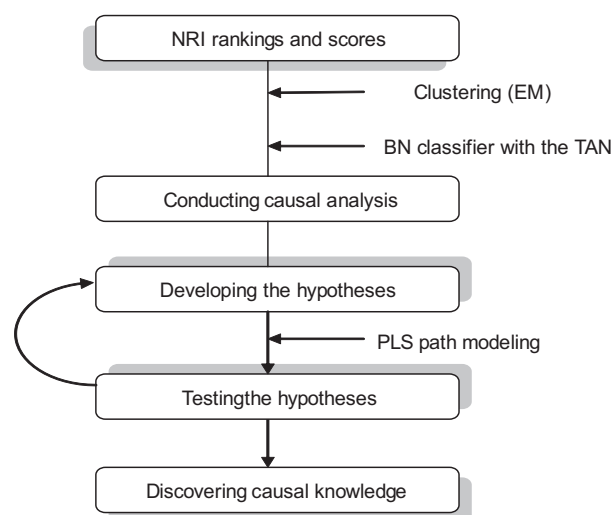 NRI rankings and scores
Clustering (EM)
BN classifier with the TAN
Conducting causal analysis
Developing the hypotheses
PLS path modeling
Testingthe hypotheses
Discovering causal knowledge